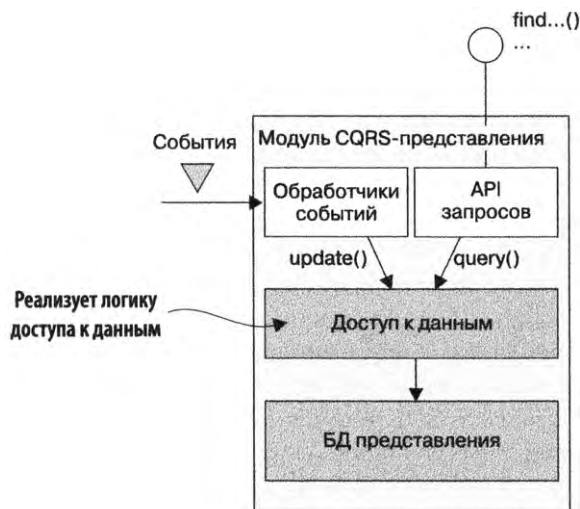 find...()
...
События
Модуль CQRS-представления
Обработчики
событий
API
запросов
update()
query()
Реализует логику
доступа к данным
Доступ к данным
БД представления